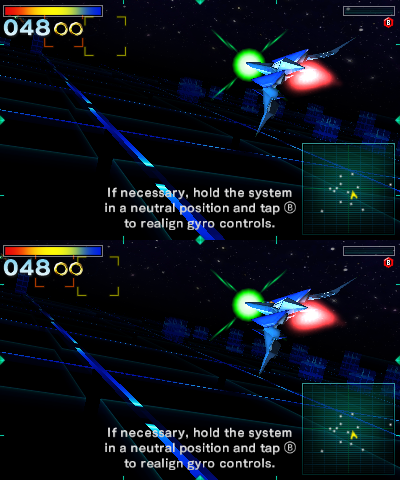 048
B
If necessary, hold the system
in a neutral position and tap Ⓑ
to realign gyro controls.
048
B
If necessary, hold the system
in a neutral position and tap Ⓑ
to realign gyro controls.